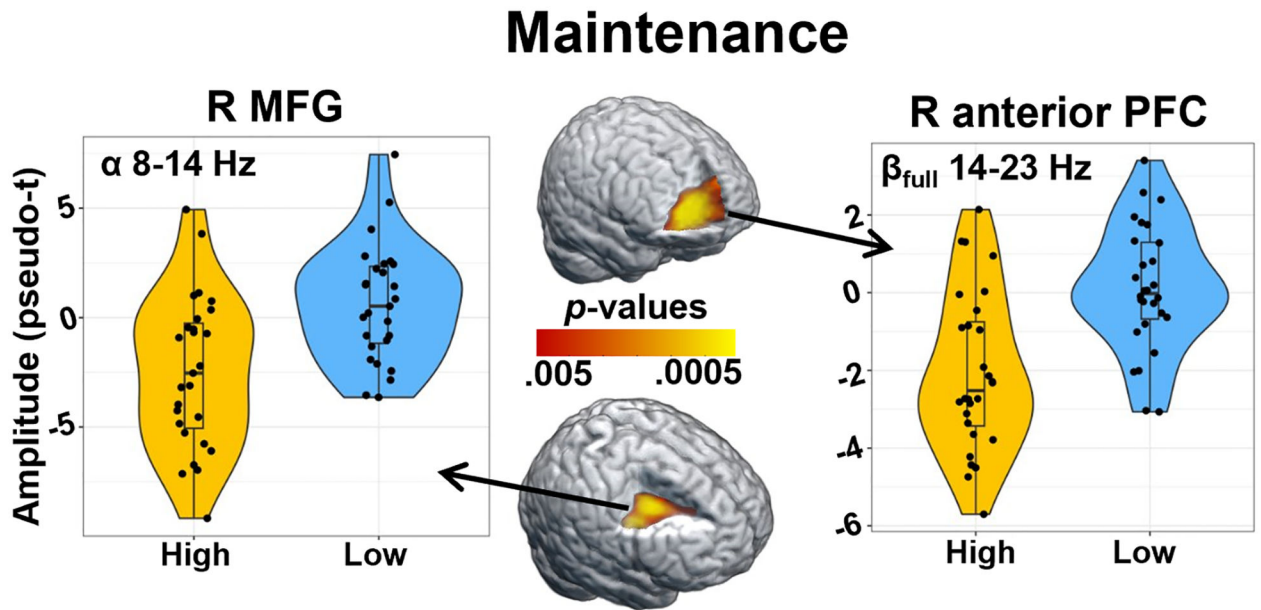 Maintenance
R MFG
α 8-14 Hz
Amplitude (pseudo-t)
5
0
-5
High
Low
p-values
.005
.0005
R anterior PFC
βfull 14-23 Hz
2
0
-2
-4
-6
High
Low